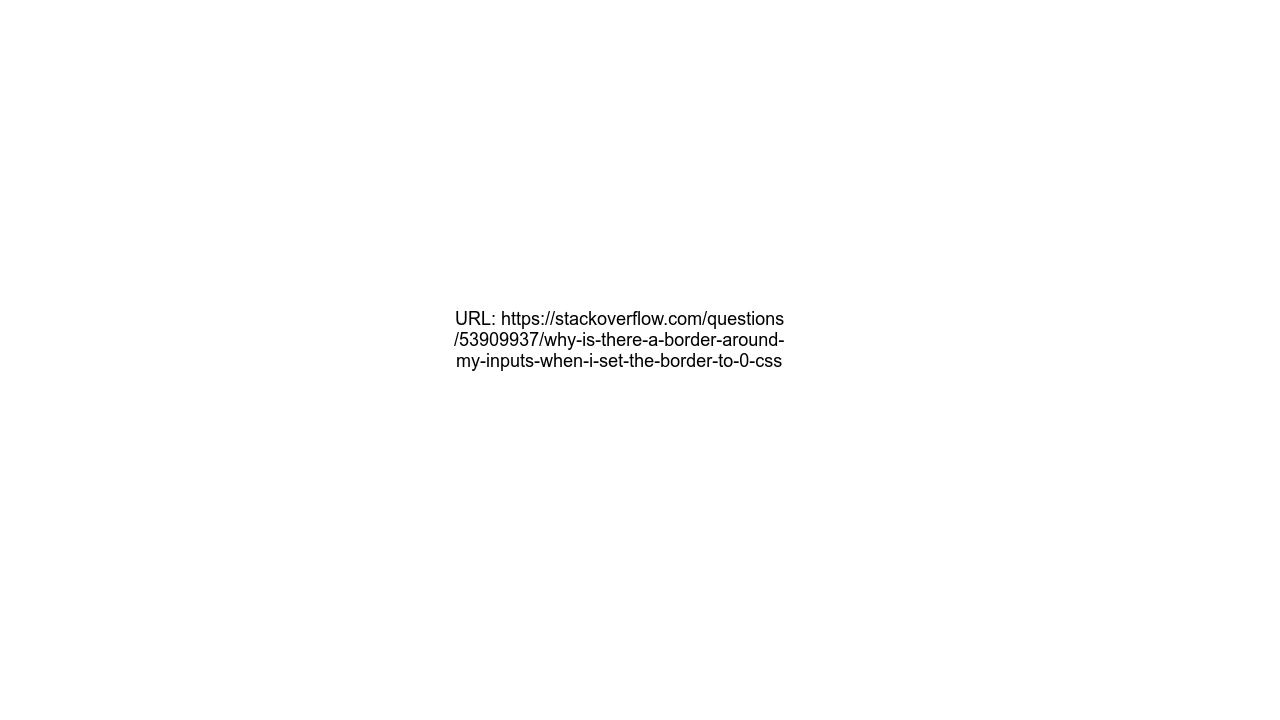 URL: https://stackoverflow.com/questions
/53909937/why-is-there-a-border-around-
my-inputs-when-i-set-the-border-to-0-css